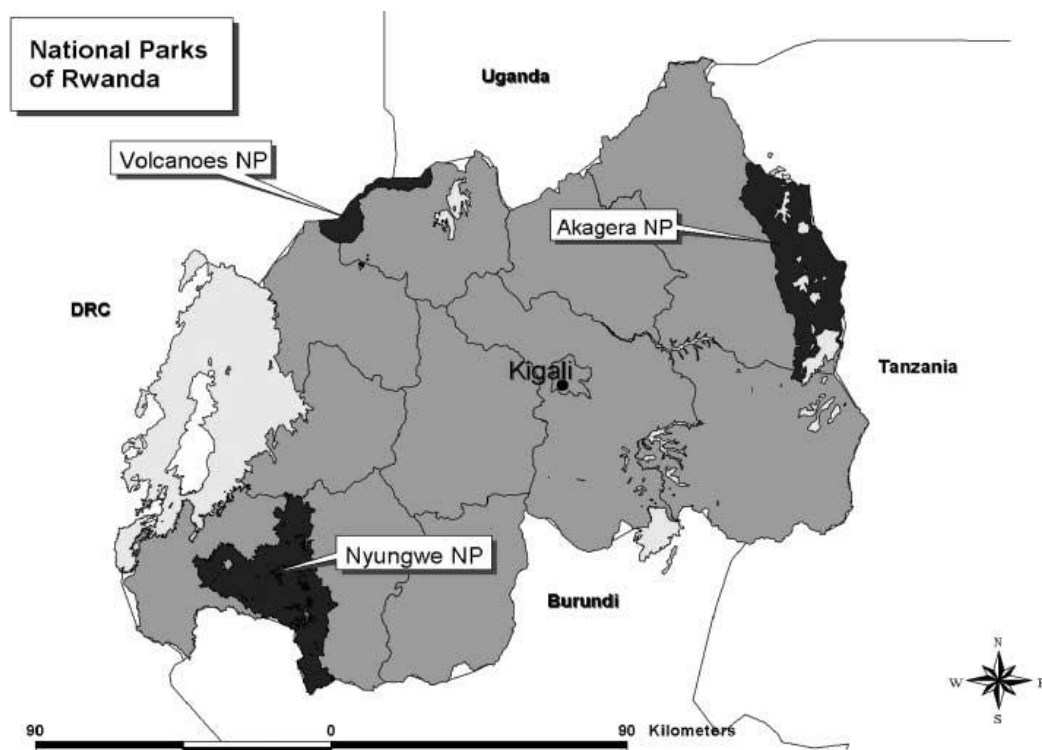 National Parks
of Rwanda
Uganda
Volcanoes NP
Akagera NP
DRC
Kigali
Tanzania
Nyungwe NP
Burundi
N
W E
S
90 0 90 Kilometers